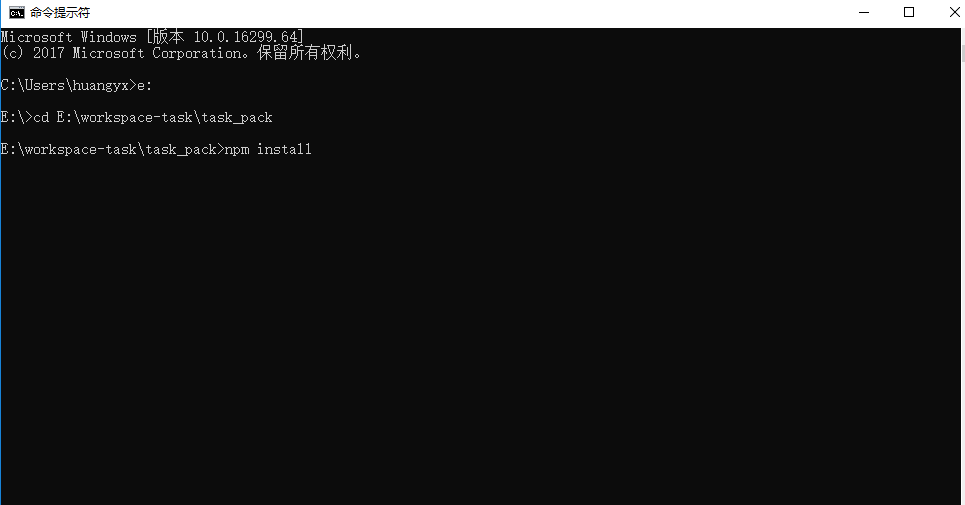 命令提示符
Microsoft Windows [版本 10.0.16299.64]
(c) 2017 Microsoft Corporation。保留所有权利。
C:\Users\huangyx>e:
E:\>cd E:\workspace-task\task_pack
E:\workspace-task\task_pack>npm install